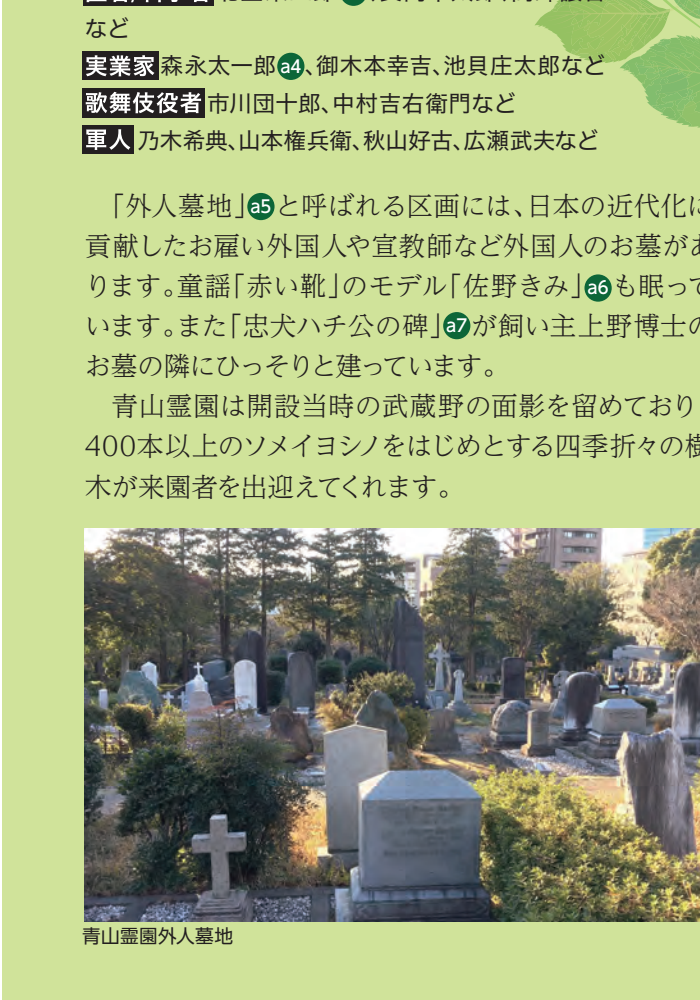 など
実業家 森永太一郎a4、御木本幸吉、池貝庄太郎など
歌舞伎役者 市川団十郎、中村吉右衛門など
軍人 乃木希典、山本権兵衛、秋山好古、広瀬武夫など
「外人墓地」a5と呼ばれる区画には、日本の近代化に
貢献したお雇い外国人や宣教師など外国人のお墓があ
ります。童謡「赤い靴」のモデル「佐野きみ」a6も眠って
います。また「忠犬ハチ公の碑」a7が飼い主上野博士の
お墓の隣にひっそりと建っています。
青山霊園は開設当時の武蔵野の面影を留めており
400本以上のソメイヨシノをはじめとする四季折々の樹
木が来園者を出迎えてくれます。
青山霊園外人墓地